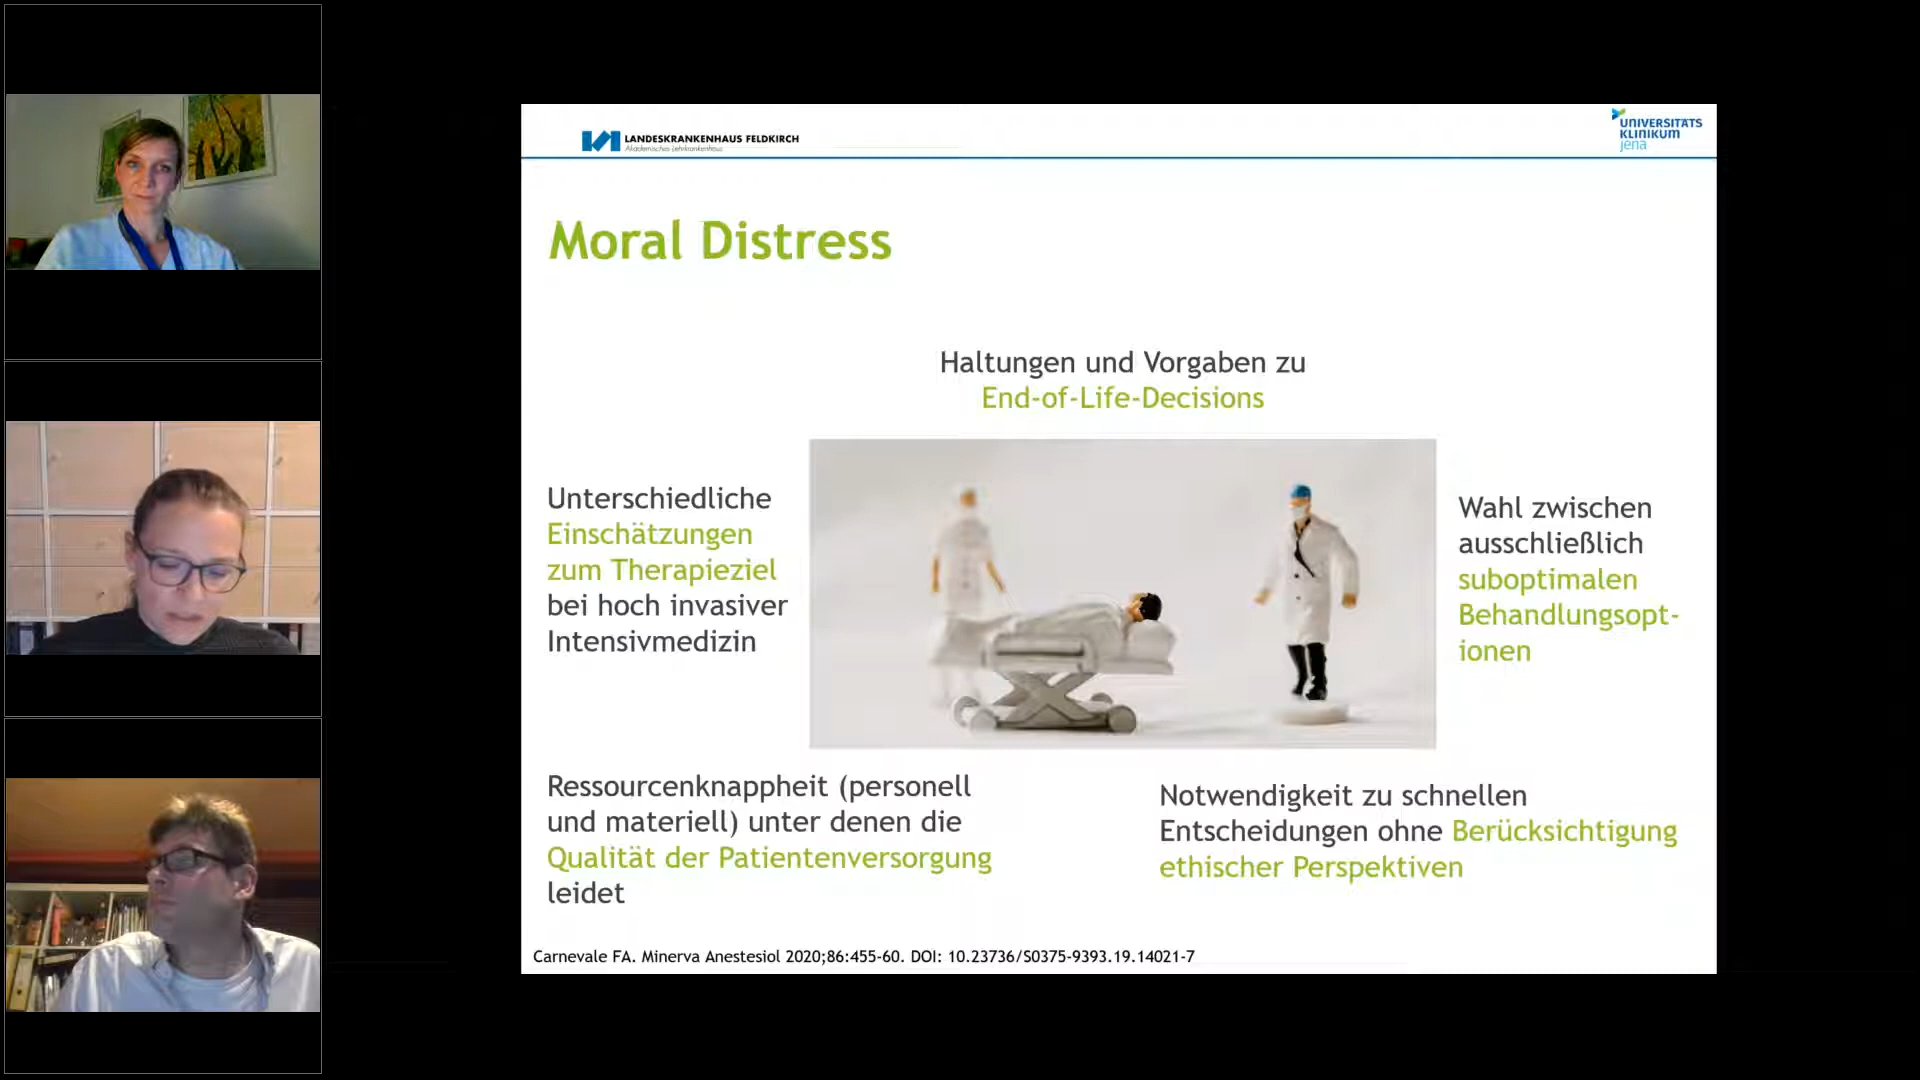 LANDESKRANKENHAUS FELDKIRCH
Akademisches Lehrkrankenhaus
UNIVERSITÄTS
KLINIKUM
jena
Moral Distress
Haltungen und Vorgaben zu
End-of-Life-Decisions
Unterschiedliche
Einschätzungen
zum Therapieziel
bei hoch invasiver
Intensivmedizin
Wahl zwischen
ausschließlich
suboptimalen
Behandlungsopt-
ionen
Ressourcenknappheit (personell
und materiell) unter denen die
Qualität der Patientenversorgung
leidet
Notwendigkeit zu schnellen
Entscheidungen ohne Berücksichtigung
ethischer Perspektiven
Carnevale FA. Minerva Anestesiol 2020;86:455-60. DOI: 10.23736/S0375-9393.19.14021-7